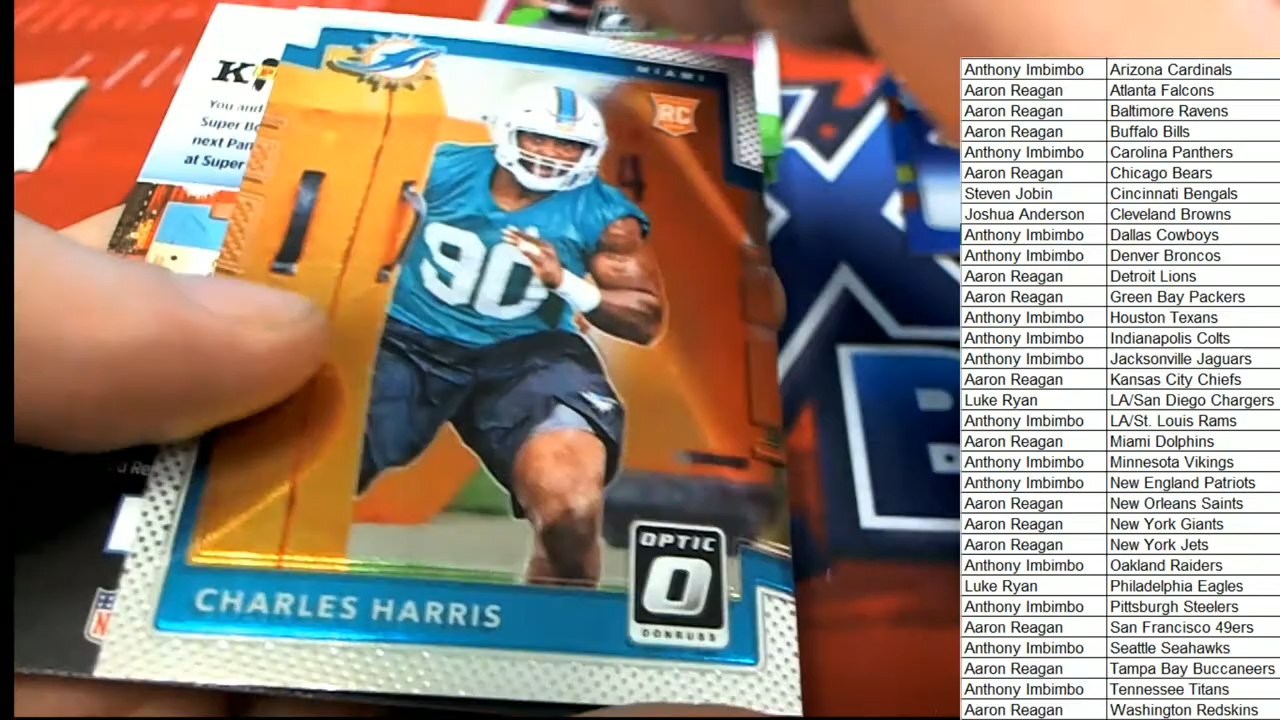 You and
Super Bo
next Pan
at Super
MIAMI
RC
90
OPTIC
O
DONRUSS
CHARLES HARRIS
Anthony Imbimbo Arizona Cardinals
Aaron Reagan Atlanta Falcons
Aaron Reagan Baltimore Ravens
Aaron Reagan Buffalo Bills
Anthony Imbimbo Carolina Panthers
Aaron Reagan Chicago Bears
Steven Jobin Cincinnati Bengals
Joshua Anderson Cleveland Browns
Anthony Imbimbo Dallas Cowboys
Anthony Imbimbo Denver Broncos
Aaron Reagan Detroit Lions
Aaron Reagan Green Bay Packers
Anthony Imbimbo Houston Texans
Anthony Imbimbo Indianapolis Colts
Anthony Imbimbo Jacksonville Jaguars
Aaron Reagan Kansas City Chiefs
Luke Ryan LA/San Diego Chargers
Anthony Imbimbo LA/St. Louis Rams
Aaron Reagan Miami Dolphins
Anthony Imbimbo Minnesota Vikings
Anthony Imbimbo New England Patriots
Aaron Reagan New Orleans Saints
Aaron Reagan New York Giants
Aaron Reagan New York Jets
Anthony Imbimbo Oakland Raiders
Luke Ryan Philadelphia Eagles
Anthony Imbimbo Pittsburgh Steelers
Aaron Reagan San Francisco 49ers
Anthony Imbimbo Seattle Seahawks
Aaron Reagan Tampa Bay Buccaneers
Anthony Imbimbo Tennessee Titans
Aaron Reagan Washington Redskins